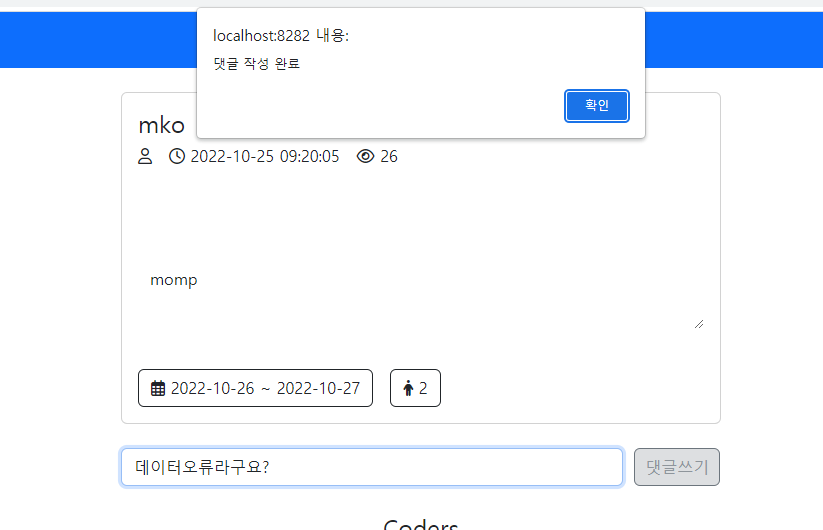 localhost:8282 내용:
댓글 작성 완료
확인
mko
2022-10-25 09:20:05 26
momp
2022-10-26 ~ 2022-10-27 2
데이터오류라구요? 댓글쓰기
Coders